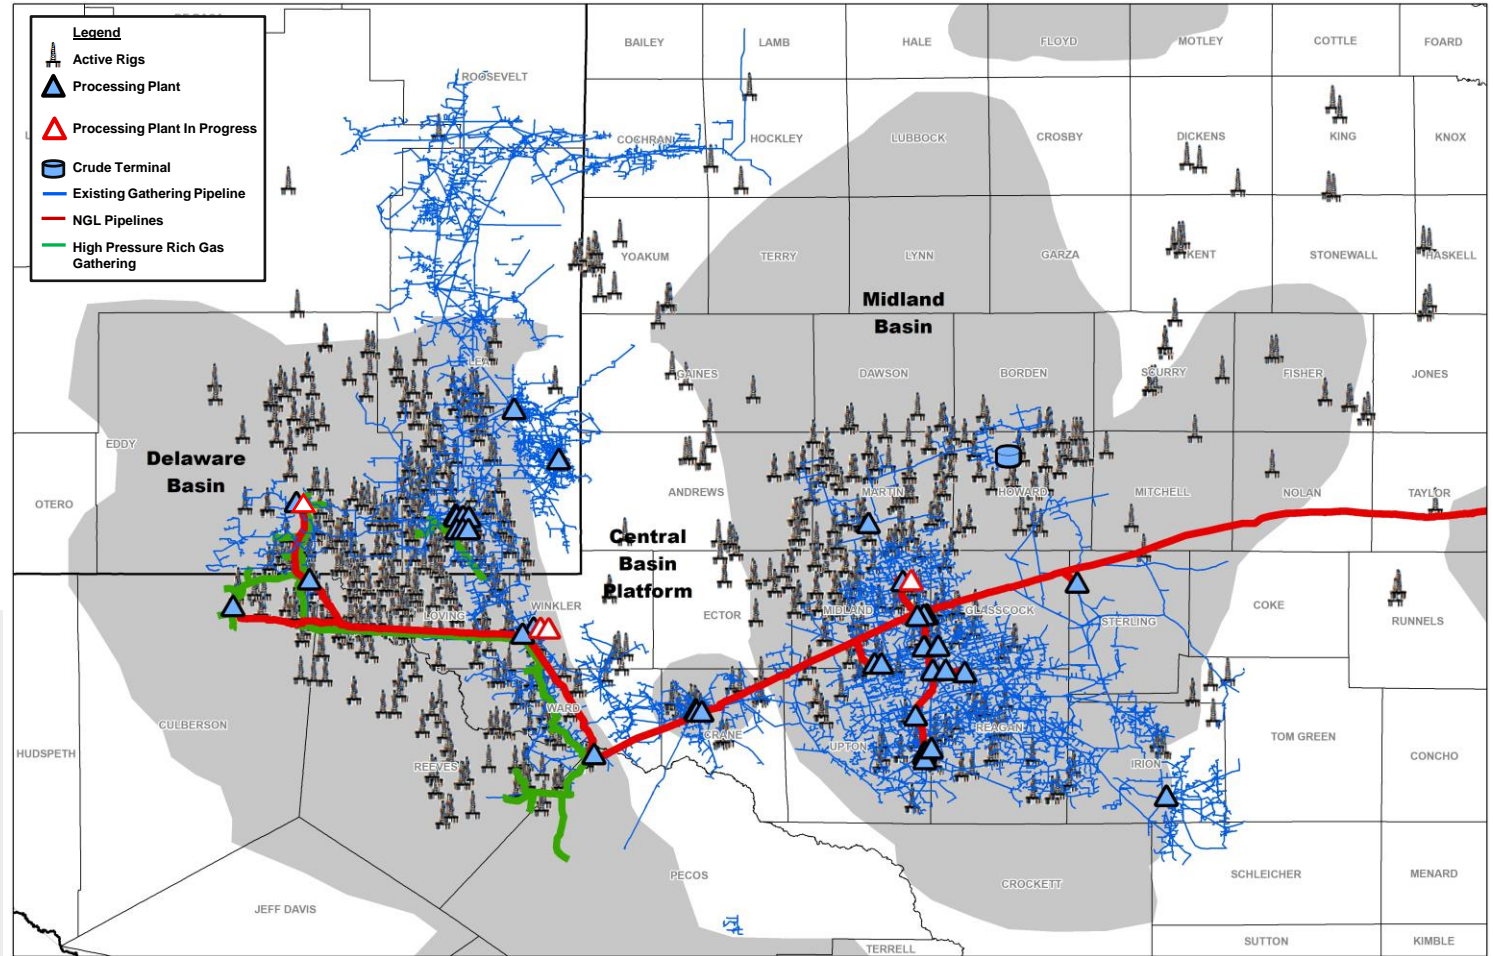 Legend
Active Rigs
Processing Plant
Processing Plant In Progress
Crude Terminal
Existing Gathering Pipeline
NGL Pipelines
High Pressure Rich Gas
Gathering
ROOSEVELT
BAILEY
LAMB
HALE
FLOYD
MOTLEY
COTTLE
FOARD
COCHRAN
HOCKLEY
LUBBOCK
CROSBY
DICKENS
KING
KNOX
YOAKUM
TERRY
LYNN
GARZA
KENT
STONEWALL
HASKELL
Midland
Basin
LEA
GAINES
DAWSON
BORDEN
SCURRY
FISHER
JONES
EDDY
Delaware
Basin
OTERO
ANDREWS
MARTIN
HOWARD
MITCHELL
NOLAN
TAYLOR
Central
Basin
Platform
LOVING
WINKLER
ECTOR
MIDLAND
GLASSCOCK
STERLING
COKE
RUNNELS
CULBERSON
HUDSPETH
REEVES
WARD
CRANE
UPTON
REAGAN
IRION
TOM GREEN
CONCHO
JEFF DAVIS
PECOS
CROCKETT
SCHLEICHER
MENARD
TERRELL
SUTTON
KIMBLE